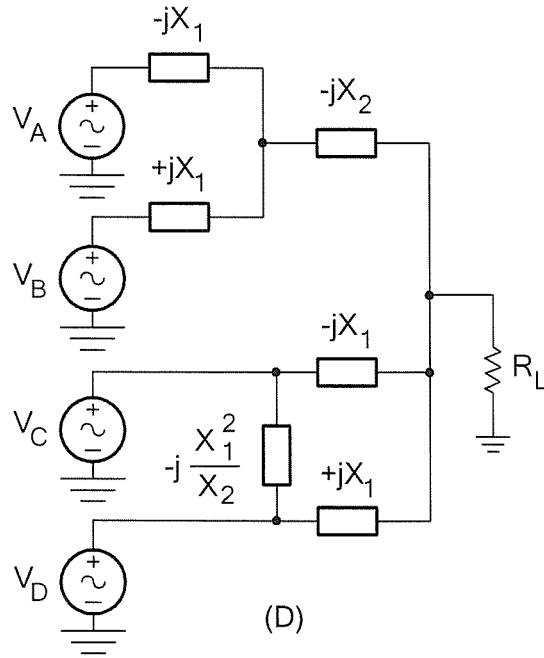 -jX1
VA
-jX2
+jX1
VB
-jX1
RL
VC
-j X1^2/X2
+jX1
VD
(D)